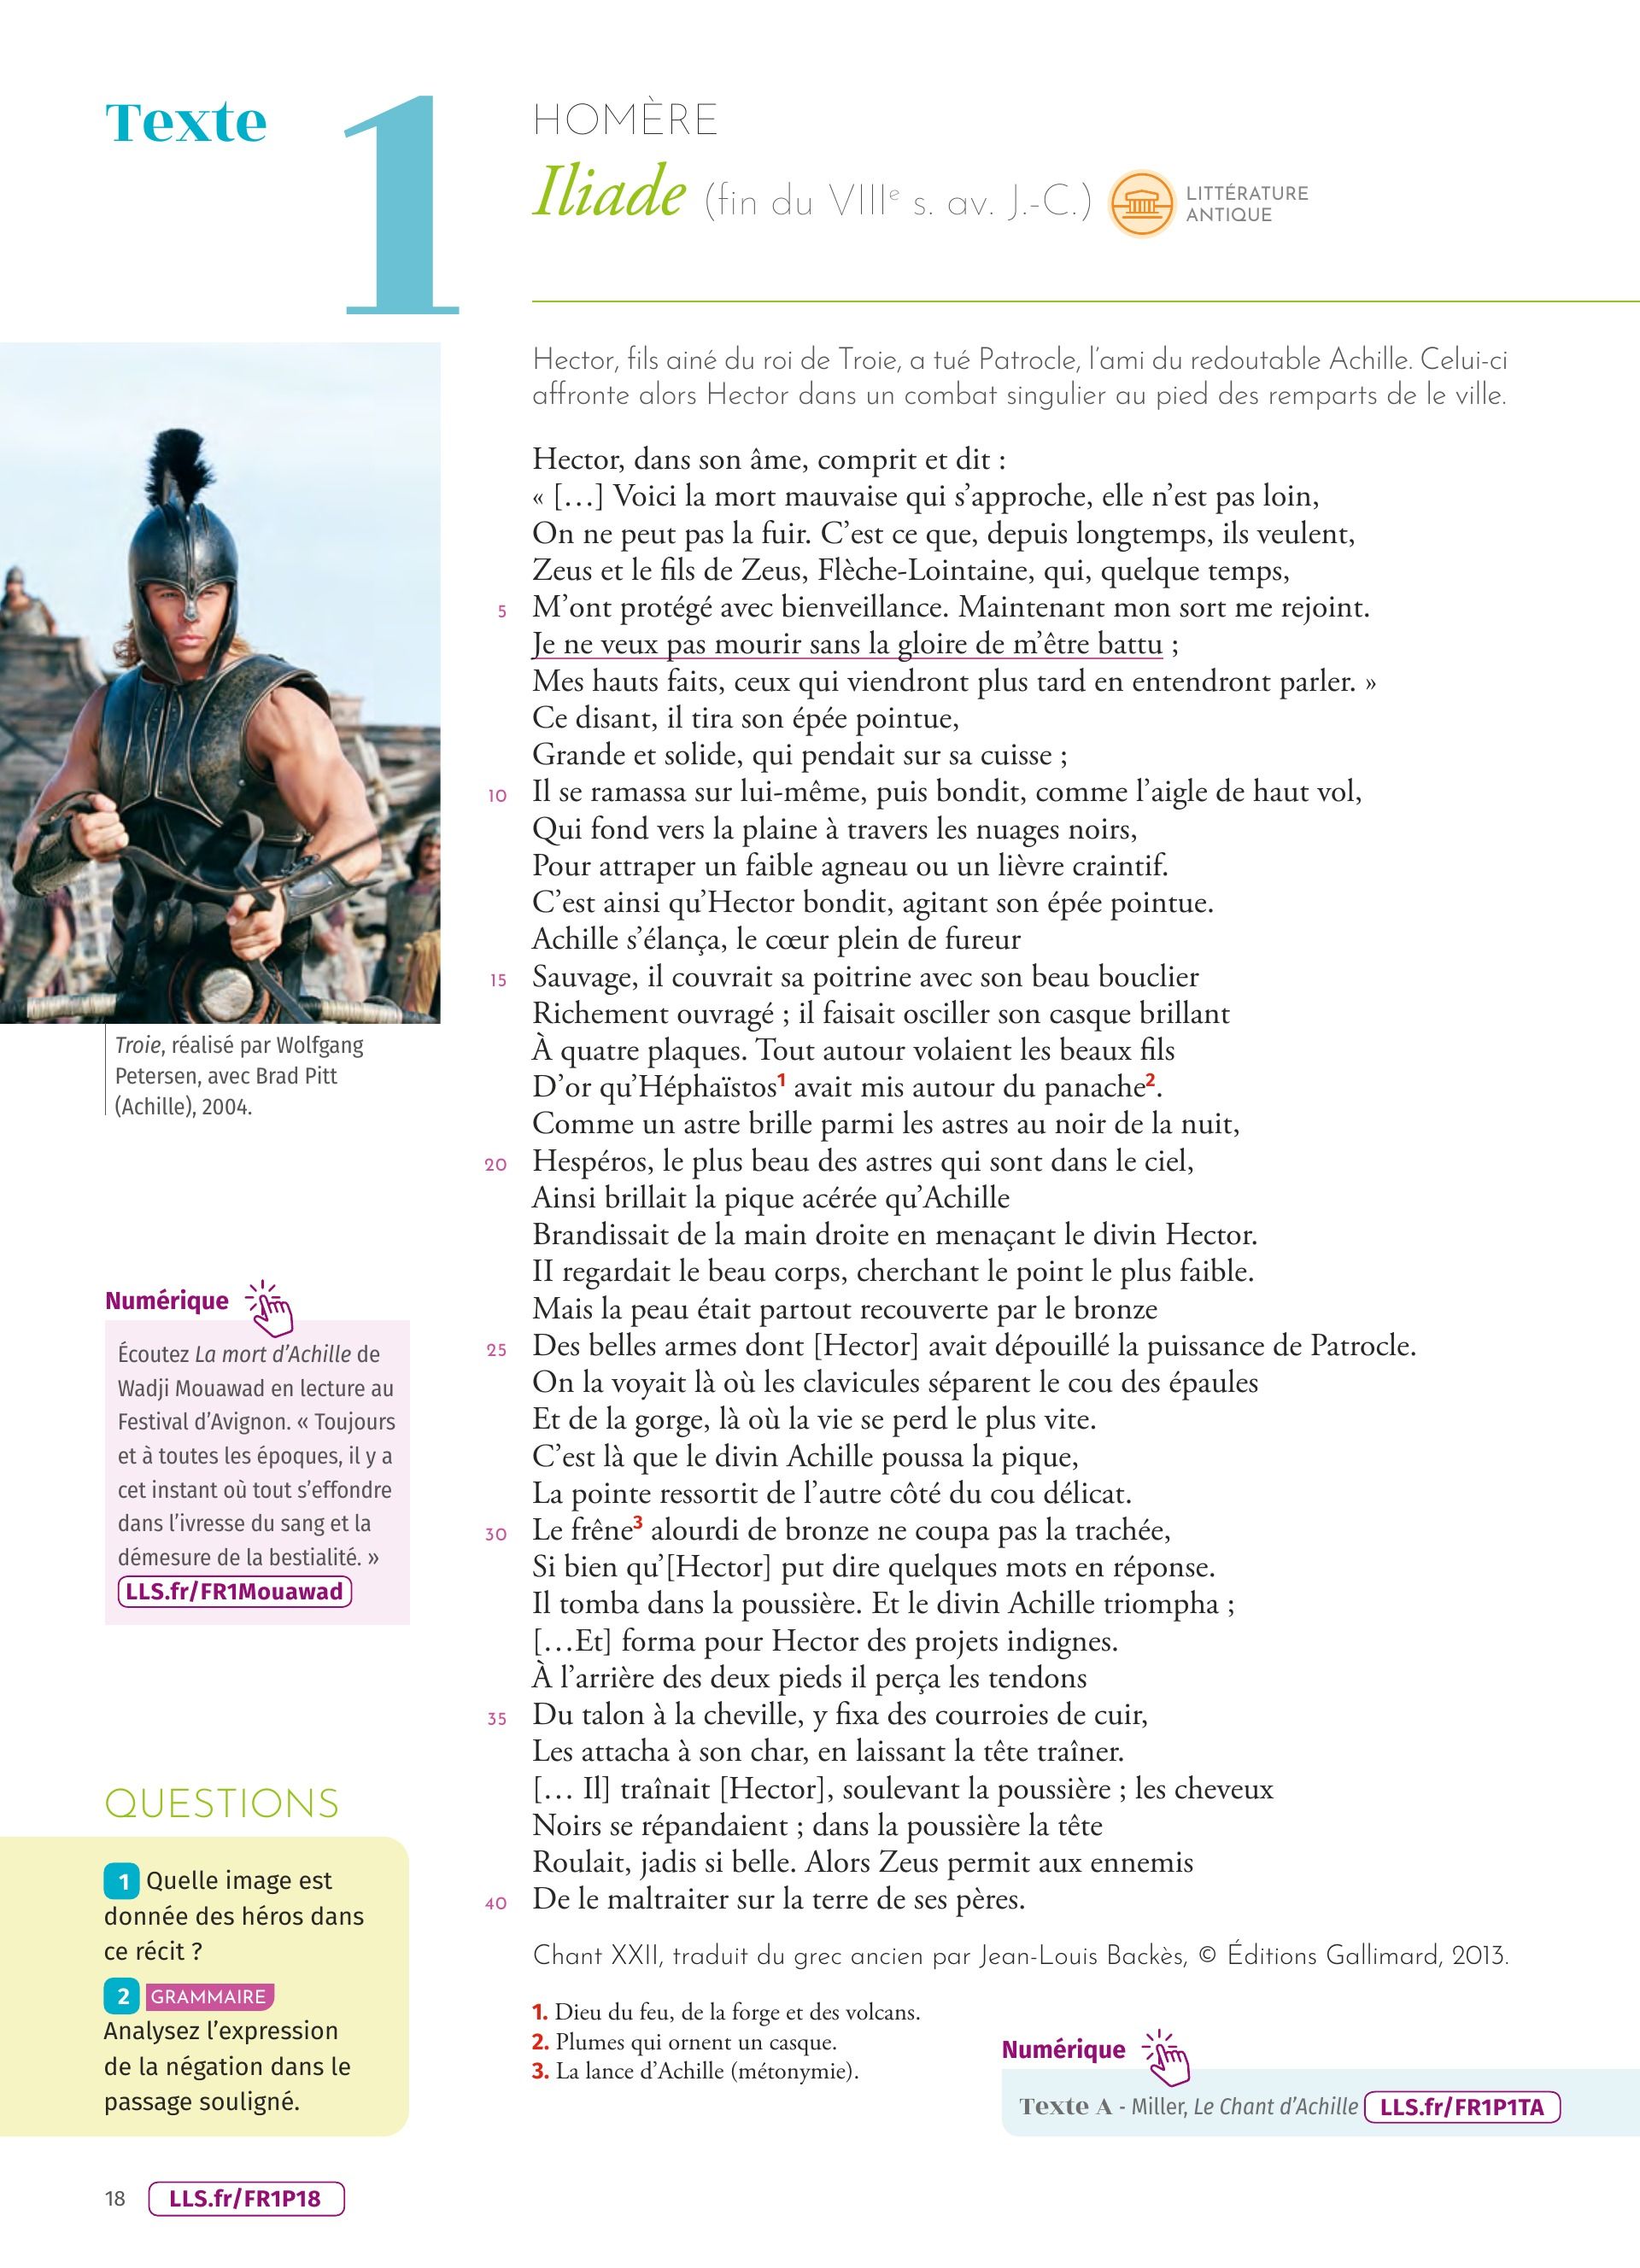 Texte 1
HOMÈRE
Iliade (fin du VIIIe s. av. J.-C.)
LITTÉRATURE
ANTIQUE
Hector, fils ainé du roi de Troie, a tué Patrocle, l'ami du redoutable Achille. Celui-ci
affronte alors Hector dans un combat singulier au pied des remparts de le ville.
Hector, dans son âme, comprit et dit :
« […] Voici la mort mauvaise qui s'approche, elle n'est pas loin,
On ne peut pas la fuir. C'est ce que, depuis longtemps, ils veulent,
Zeus et le fils de Zeus, Flèche-Lointaine, qui, quelque temps,
5 M'ont protégé avec bienveillance. Maintenant mon sort me rejoint.
Je ne veux pas mourir sans la gloire de m'être battu ;
Mes hauts faits, ceux qui viendront plus tard en entendront parler. »
Ce disant, il tira son épée pointue,
Grande et solide, qui pendait sur sa cuisse ;
10 Il se ramassa sur lui-même, puis bondit, comme l'aigle de haut vol,
Qui fond vers la plaine à travers les nuages noirs,
Pour attraper un faible agneau ou un lièvre craintif.
C'est ainsi qu'Hector bondit, agitant son épée pointue.
Achille s'élança, le cœur plein de fureur
15 Sauvage, il couvrait sa poitrine avec son beau bouclier
Richement ouvragé ; il faisait osciller son casque brillant
À quatre plaques. Tout autour volaient les beaux fils
D'or qu'Héphaïstos1 avait mis autour du panache2.
Comme un astre brille parmi les astres au noir de la nuit,
20 Hespéros, le plus beau des astres qui sont dans le ciel,
Ainsi brillait la pique acérée qu'Achille
Brandissait de la main droite en menaçant le divin Hector.
II regardait le beau corps, cherchant le point le plus faible.
Mais la peau était partout recouverte par le bronze
25 Des belles armes dont [Hector] avait dépouillé la puissance de Patrocle.
On la voyait là où les clavicules séparent le cou des épaules
Et de la gorge, là où la vie se perd le plus vite.
C'est là que le divin Achille poussa la pique,
La pointe ressortit de l'autre côté du cou délicat.
30 Le frêne3 alourdi de bronze ne coupa pas la trachée,
Si bien qu'[Hector] put dire quelques mots en réponse.
Il tomba dans la poussière. Et le divin Achille triompha ;
[…Et] forma pour Hector des projets indignes.
À l'arrière des deux pieds il perça les tendons
35 Du talon à la cheville, y fixa des courroies de cuir,
Les attacha à son char, en laissant la tête traîner.
[… Il] traînait [Hector], soulevant la poussière ; les cheveux
Noirs se répandaient ; dans la poussière la tête
Roulait, jadis si belle. Alors Zeus permit aux ennemis
40 De le maltraiter sur la terre de ses pères.
Chant XXII, traduit du grec ancien par Jean-Louis Backès, © Éditions Gallimard, 2013.
1. Dieu du feu, de la forge et des volcans.
2. Plumes qui ornent un casque.
3. La lance d'Achille (métonymie).
Troie, réalisé par Wolfgang
Petersen, avec Brad Pitt
(Achille), 2004.
Numérique
Écoutez La mort d'Achille de
Wadji Mouawad en lecture au
Festival d'Avignon. « Toujours
et à toutes les époques, il y a
cet instant où tout s'effondre
dans l'ivresse du sang et la
démesure de la bestialité. »
LLS.fr/FR1Mouawad
QUESTIONS
1 Quelle image est
donnée des héros dans
ce récit ?
2 GRAMMAIRE
Analysez l'expression
de la négation dans le
passage souligné.
Numérique
Texte A - Miller, Le Chant d'Achille LLS.fr/FR1P1TA
18 LLS.fr/FR1P18